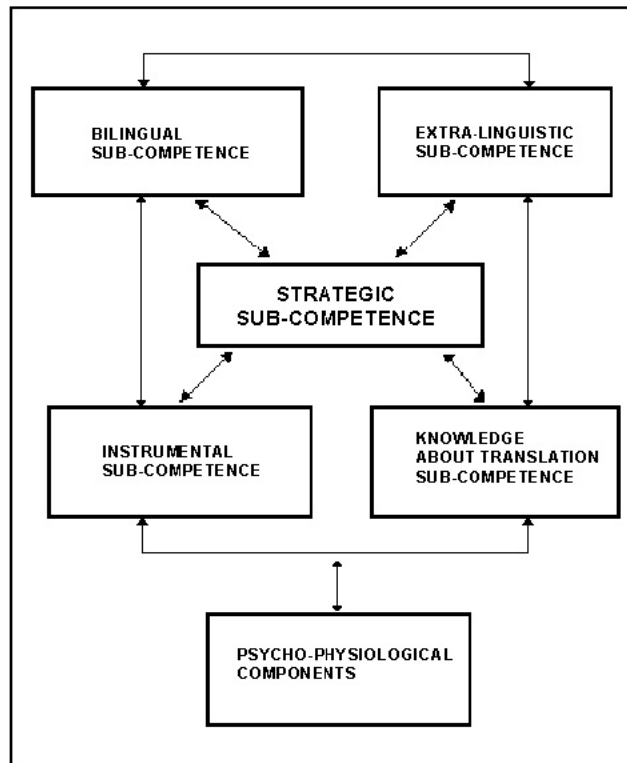 BILINGUAL
SUB-COMPETENCE
EXTRA-LINGUISTIC
SUB-COMPETENCE
STRATEGIC
SUB-COMPETENCE
INSTRUMENTAL
SUB-COMPETENCE
KNOWLEDGE
ABOUT TRANSLATION
SUB-COMPETENCE
PSYCHO-PHYSIOLOGICAL
COMPONENTS